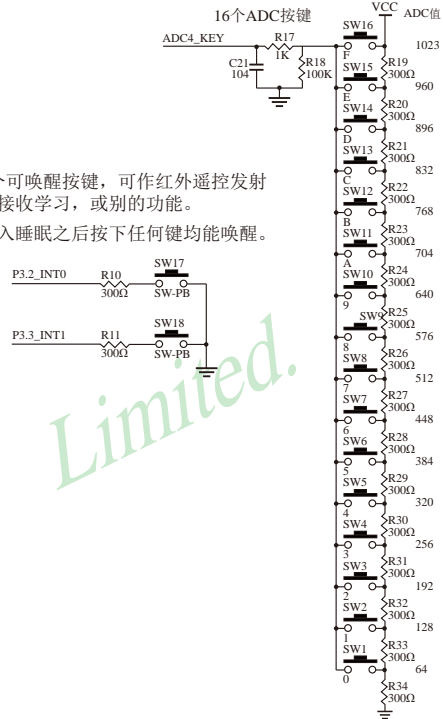 16个ADC按键
VCC
ADC值
ADC4_KEY
R17
1K
C21
104
R18
100K
SW16
F
1023
R19
300Ω
SW15
E
960
R20
300Ω
SW14
D
896
R21
300Ω
SW13
C
832
R22
300Ω
SW12
B
768
R23
300Ω
SW11
A
704
R24
300Ω
SW10
9
640
R25
300Ω
SW9
8
576
R26
300Ω
SW8
7
512
R27
300Ω
SW7
6
448
R28
300Ω
SW6
5
384
R29
300Ω
SW5
4
320
R30
300Ω
SW4
3
256
R31
300Ω
SW3
2
192
R32
300Ω
SW2
1
128
R33
300Ω
SW1
0
64
R34
300Ω
可唤醒按键，可作红外遥控发射
接收学习，或别的功能。
入睡眠之后按下任何键均能唤醒。
P3.2_INT0
R10
300Ω
SW17
SW-PB
P3.3_INT1
R11
300Ω
SW18
SW-PB
Limited.